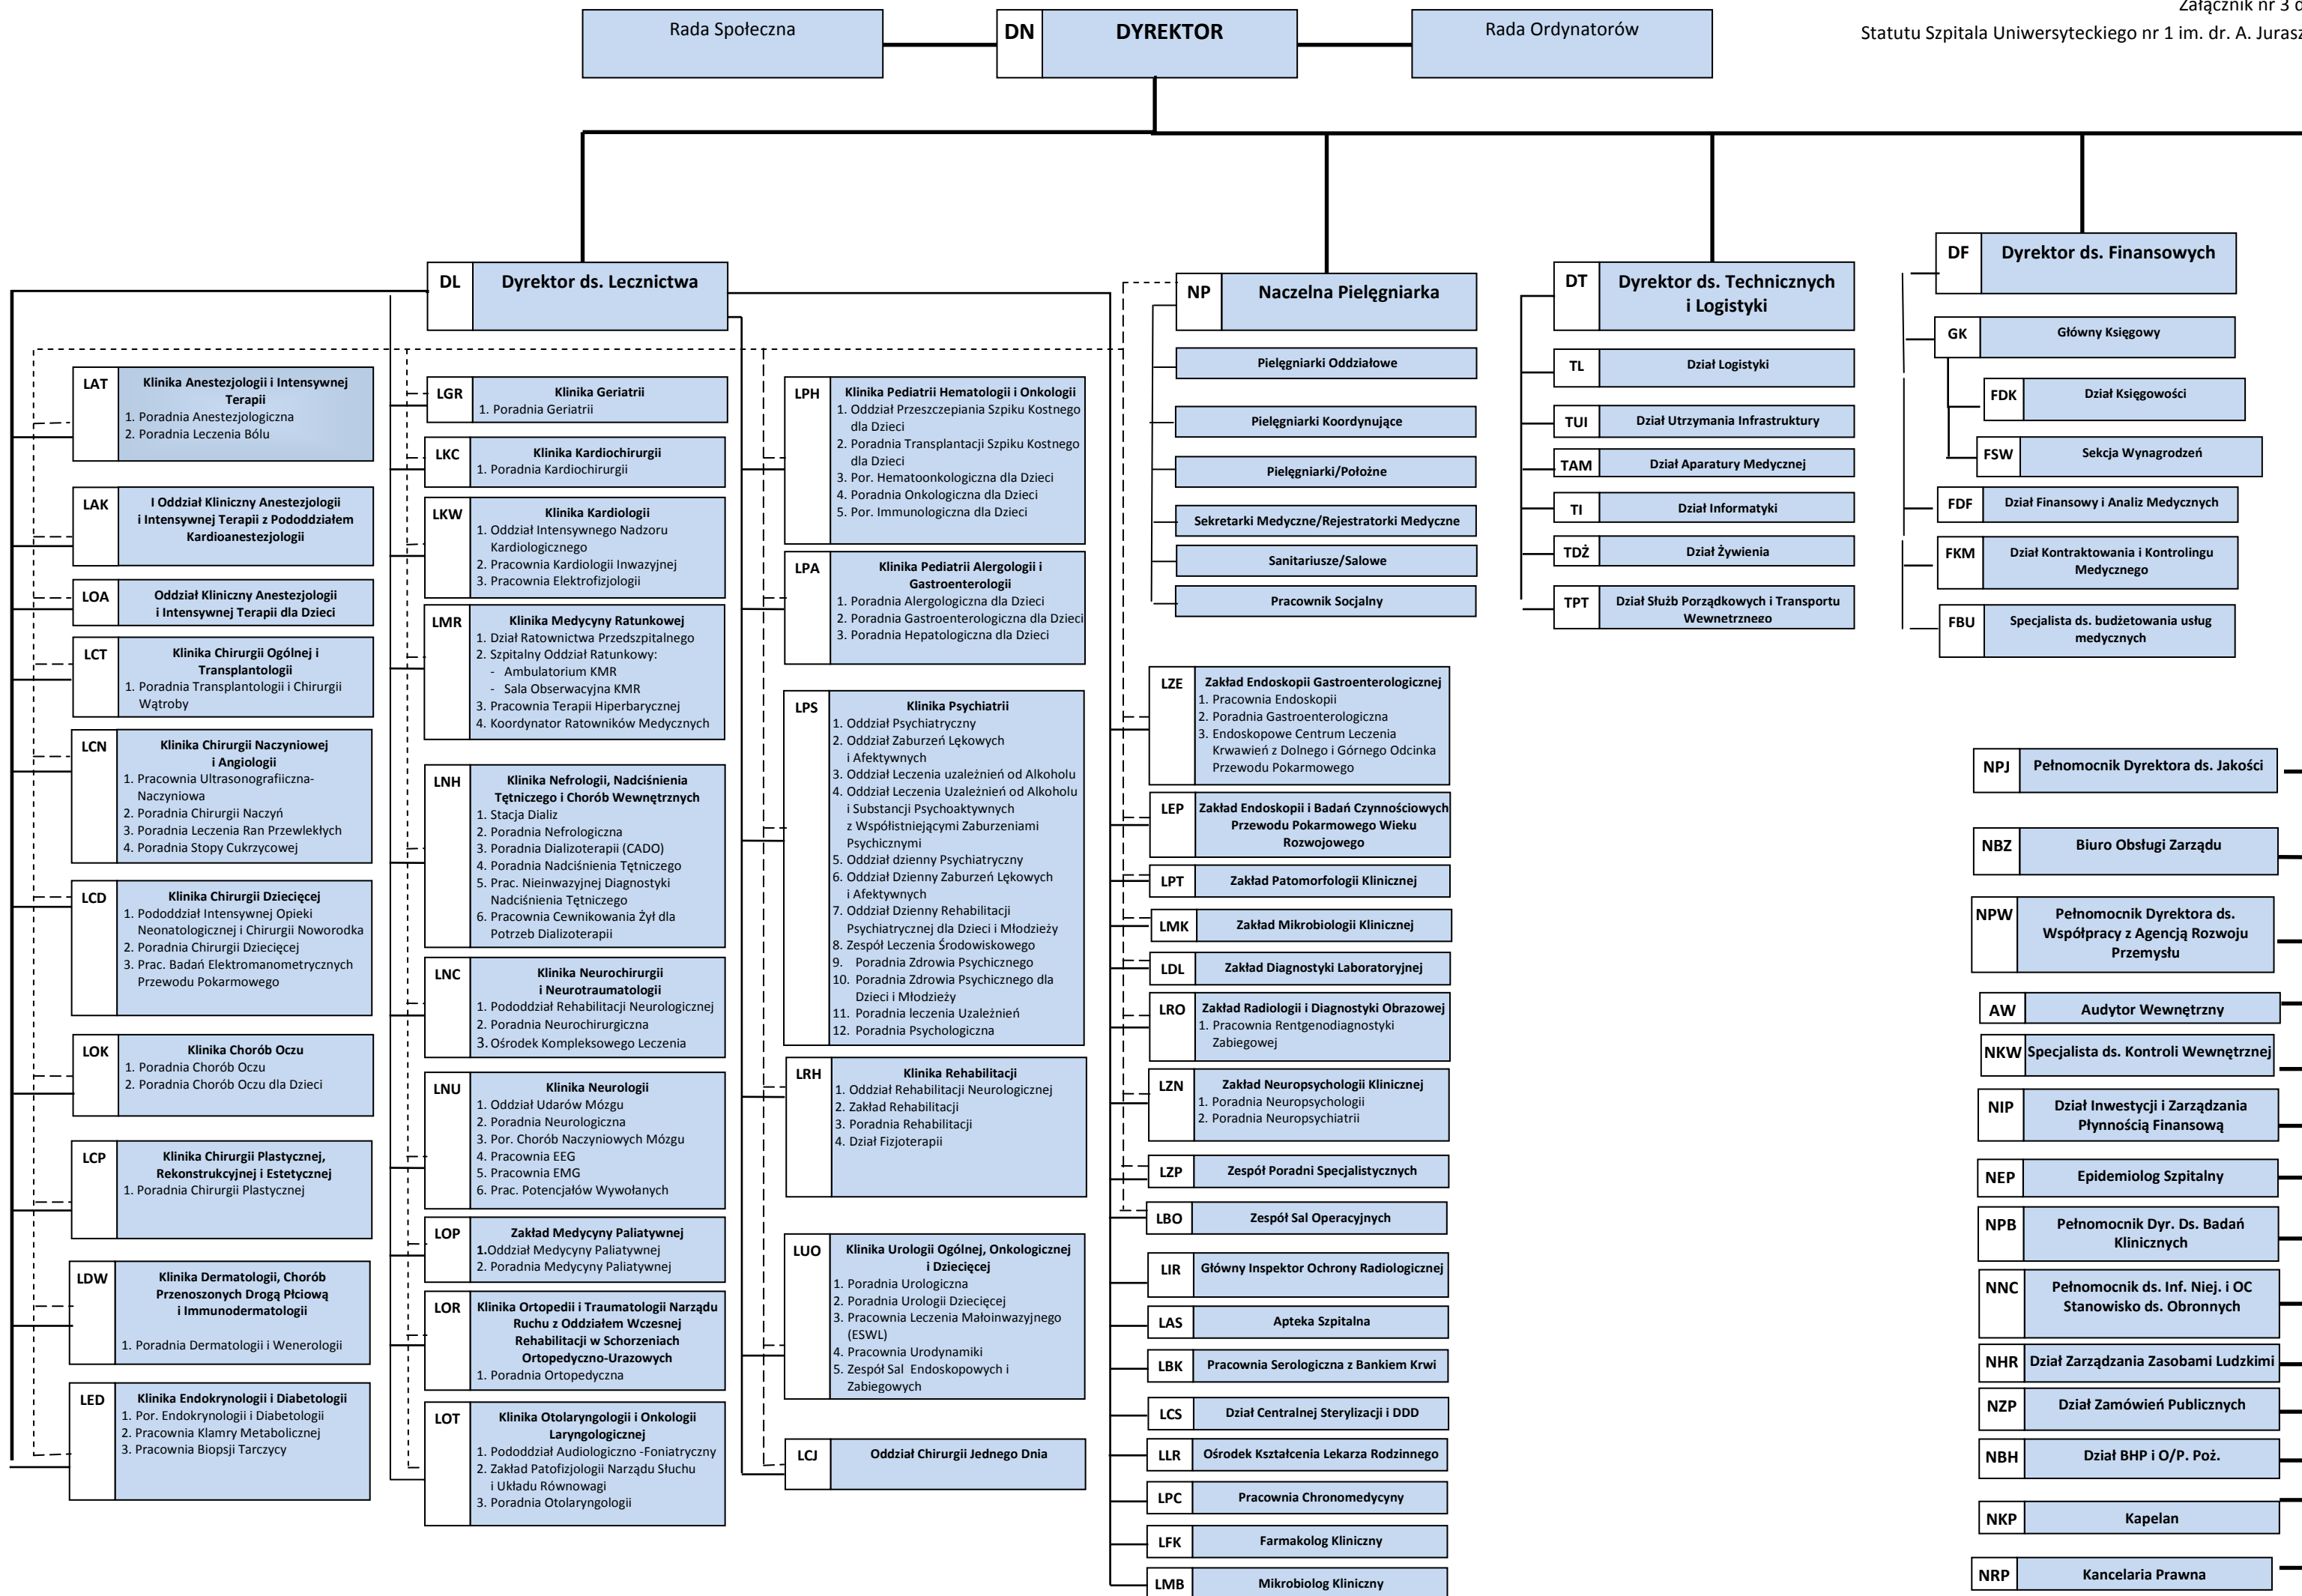 Załącznik nr 3 d
Statutu Szpitala Uniwersyteckiego nr 1 im. dr. A. Jurasz
Rada Społeczna
DN
DYREKTOR
Rada Ordynatorów
DL
Dyrektor ds. Lecznictwa
NP
Naczelna Pielęgniarka
DT
Dyrektor ds. Technicznych
i Logistyki
DF
Dyrektor ds. Finansowych
LAT
Klinika Anestezjologii i Intensywnej
Terapii
1. Poradnia Anestezjologiczna
2. Poradnia Leczenia Bólu
LAK
I Oddział Kliniczny Anestezjologii
i Intensywnej Terapii z Pododdziałem
Kardioanestezjologii
LOA
Oddział Kliniczny Anestezjologii
i Intensywnej Terapii dla Dzieci
LCT
Klinika Chirurgii Ogólnej i
Transplantologii
1. Poradnia Transplantologii i Chirurgii
Wątroby
LCN
Klinika Chirurgii Naczyniowej
i Angiologii
1. Pracownia Ultrasonografiiczna-
Naczyniowa
2. Poradnia Chirurgii Naczyń
3. Poradnia Leczenia Ran Przewlekłych
4. Poradnia Stopy Cukrzycowej
LCD
Klinika Chirurgii Dziecięcej
1. Pododdział Intensywnej Opieki
Neonatologicznej i Chirurgii Noworodka
2. Poradnia Chirurgii Dziecięcej
3. Prac. Badań Elektromanometrycznych
Przewodu Pokarmowego
LOK
Klinika Chorób Oczu
1. Poradnia Chorób Oczu
2. Poradnia Chorób Oczu dla Dzieci
LCP
Klinika Chirurgii Plastycznej,
Rekonstrukcyjnej i Estetycznej
1. Poradnia Chirurgii Plastycznej
LDW
Klinika Dermatologii, Chorób
Przenoszonych Drogą Płciową
i Immunodermatologii
1. Poradnia Dermatologii i Wenerologii
LED
Klinika Endokrynologii i Diabetologii
1. Por. Endokrynologii i Diabetologii
2. Pracownia Klamry Metabolicznej
3. Pracownia Biopsji Tarczycy
LGR
Klinika Geriatrii
1. Poradnia Geriatrii
LKC
Klinika Kardiochirurgii
1. Poradnia Kardiochirurgii
LKW
Klinika Kardiologii
1. Oddział Intensywnego Nadzoru
Kardiologicznego
2. Pracownia Kardiologii Inwazyjnej
3. Pracownia Elektrofizjologii
LMR
Klinika Medycyny Ratunkowej
1. Dział Ratownictwa Przedszpitalnego
2. Szpitalny Oddział Ratunkowy:
- Ambulatorium KMR
- Sala Obserwacyjna KMR
3. Pracownia Terapii Hiperbarycznej
4. Koordynator Ratowników Medycznych
LNH
Klinika Nefrologii, Nadciśnienia
Tętniczego i Chorób Wewnętrznych
1. Stacja Dializ
2. Poradnia Nefrologiczna
3. Poradnia Dializoterapii (CADO)
4. Poradnia Nadciśnienia Tętniczego
5. Prac. Nieinwazyjnej Diagnostyki
Nadciśnienia Tętniczego
6. Pracownia Cewnikowania Żył dla
Potrzeb Dializoterapii
LNC
Klinika Neurochirurgii
i Neurotraumatologii
1. Pododdział Rehabilitacji Neurologicznej
2. Poradnia Neurochirurgiczna
3. Ośrodek Kompleksowego Leczenia
LNU
Klinika Neurologii
1. Oddział Udarów Mózgu
2. Poradnia Neurologiczna
3. Por. Chorób Naczyniowych Mózgu
4. Pracownia EEG
5. Pracownia EMG
6. Prac. Potencjałów Wywołanych
LOP
Zakład Medycyny Paliatywnej
1.Oddział Medycyny Paliatywnej
2. Poradnia Medycyny Paliatywnej
LOR
Klinika Ortopedii i Traumatologii Narządu
Ruchu z Oddziałem Wczesnej
Rehabilitacji w Schorzeniach
Ortopedyczno-Urazowych
1. Poradnia Ortopedyczna
LOT
Klinika Otolaryngologii i Onkologii
Laryngologicznej
1. Pododdział Audiologiczno -Foniatryczny
2. Zakład Patofizjologii Narządu Słuchu
i Układu Równowagi
3. Poradnia Otolaryngologii
LPH
Klinika Pediatrii Hematologii i Onkologii
1. Oddział Przeszczepiania Szpiku Kostnego
dla Dzieci
2. Poradnia Transplantacji Szpiku Kostnego
dla Dzieci
3. Por. Hematoonkologiczna dla Dzieci
4. Poradnia Onkologiczna dla Dzieci
5. Por. Immunologiczna dla Dzieci
LPA
Klinika Pediatrii Alergologii i
Gastroenterologii
1. Poradnia Alergologiczna dla Dzieci
2. Poradnia Gastroenterologiczna dla Dzieci
3. Poradnia Hepatologiczna dla Dzieci
LPS
Klinika Psychiatrii
1. Oddział Psychiatryczny
2. Oddział Zaburzeń Lękowych
i Afektywnych
3. Oddział Leczenia uzależnień od Alkoholu
4. Oddział Leczenia Uzależnień od Alkoholu
i Substancji Psychoaktywnych
z Współistniejącymi Zaburzeniami
Psychicznymi
5. Oddział dzienny Psychiatryczny
6. Oddział Dzienny Zaburzeń Lękowych
i Afektywnych
7. Oddział Dzienny Rehabilitacji
Psychiatrycznej dla Dzieci i Młodzieży
8. Zespół Leczenia Środowiskowego
9. Poradnia Zdrowia Psychicznego
10. Poradnia Zdrowia Psychicznego dla
Dzieci i Młodzieży
11. Poradnia leczenia Uzależnień
12. Poradnia Psychologiczna
LRH
Klinika Rehabilitacji
1. Oddział Rehabilitacji Neurologicznej
2. Zakład Rehabilitacji
3. Poradnia Rehabilitacji
4. Dział Fizjoterapii
LUO
Klinika Urologii Ogólnej, Onkologicznej
i Dziecięcej
1. Poradnia Urologiczna
2. Poradnia Urologii Dziecięcej
3. Pracownia Leczenia Małoinwazyjnego
(ESWL)
4. Pracownia Urodynamiki
5. Zespół Sal Endoskopowych i
Zabiegowych
LCJ
Oddział Chirurgii Jednego Dnia
Pielęgniarki Oddziałowe
Pielęgniarki Koordynujące
Pielęgniarki/Położne
Sekretarki Medyczne/Rejestratorki Medyczne
Sanitariusze/Salowe
Pracownik Socjalny
LZE
Zakład Endoskopii Gastroenterologicznej
1. Pracownia Endoskopii
2. Poradnia Gastroenterologiczna
3. Endoskopowe Centrum Leczenia
Krwawień z Dolnego i Górnego Odcinka
Przewodu Pokarmowego
LEP
Zakład Endoskopii i Badań Czynnościowych
Przewodu Pokarmowego Wieku
Rozwojowego
LPT
Zakład Patomorfologii Klinicznej
LMK
Zakład Mikrobiologii Klinicznej
LDL
Zakład Diagnostyki Laboratoryjnej
LRO
Zakład Radiologii i Diagnostyki Obrazowej
1. Pracownia Rentgenodiagnostyki
Zabiegowej
LZN
Zakład Neuropsychologii Klinicznej
1. Poradnia Neuropsychologii
2. Poradnia Neuropsychiatrii
LZP
Zespół Poradni Specjalistycznych
LBO
Zespół Sal Operacyjnych
LIR
Główny Inspektor Ochrony Radiologicznej
LAS
Apteka Szpitalna
LBK
Pracownia Serologiczna z Bankiem Krwi
LCS
Dział Centralnej Sterylizacji i DDD
LLR
Ośrodek Kształcenia Lekarza Rodzinnego
LPC
Pracownia Chronomedycyny
LFK
Farmakolog Kliniczny
LMB
Mikrobiolog Kliniczny
TL
Dział Logistyki
TUI
Dział Utrzymania Infrastruktury
TAM
Dział Aparatury Medycznej
TI
Dział Informatyki
TDŻ
Dział Żywienia
TPT
Dział Służb Porządkowych i Transportu
Wewnętrznego
GK
Główny Księgowy
FDK
Dział Księgowości
FSW
Sekcja Wynagrodzeń
FDF
Dział Finansowy i Analiz Medycznych
FKM
Dział Kontraktowania i Kontrolingu
Medycznego
FBU
Specjalista ds. budżetowania usług
medycznych
NPJ
Pełnomocnik Dyrektora ds. Jakości
NBZ
Biuro Obsługi Zarządu
NPW
Pełnomocnik Dyrektora ds.
Współpracy z Agencją Rozwoju
Przemysłu
AW
Audytor Wewnętrzny
NKW
Specjalista ds. Kontroli Wewnętrznej
NIP
Dział Inwestycji i Zarządzania
Płynnością Finansową
NEP
Epidemiolog Szpitalny
NPB
Pełnomocnik Dyr. Ds. Badań
Klinicznych
NNC
Pełnomocnik ds. Inf. Niej. i OC
Stanowisko ds. Obronnych
NHR
Dział Zarządzania Zasobami Ludzkimi
NZP
Dział Zamówień Publicznych
NBH
Dział BHP i O/P. Poż.
NKP
Kapelan
NRP
Kancelaria Prawna